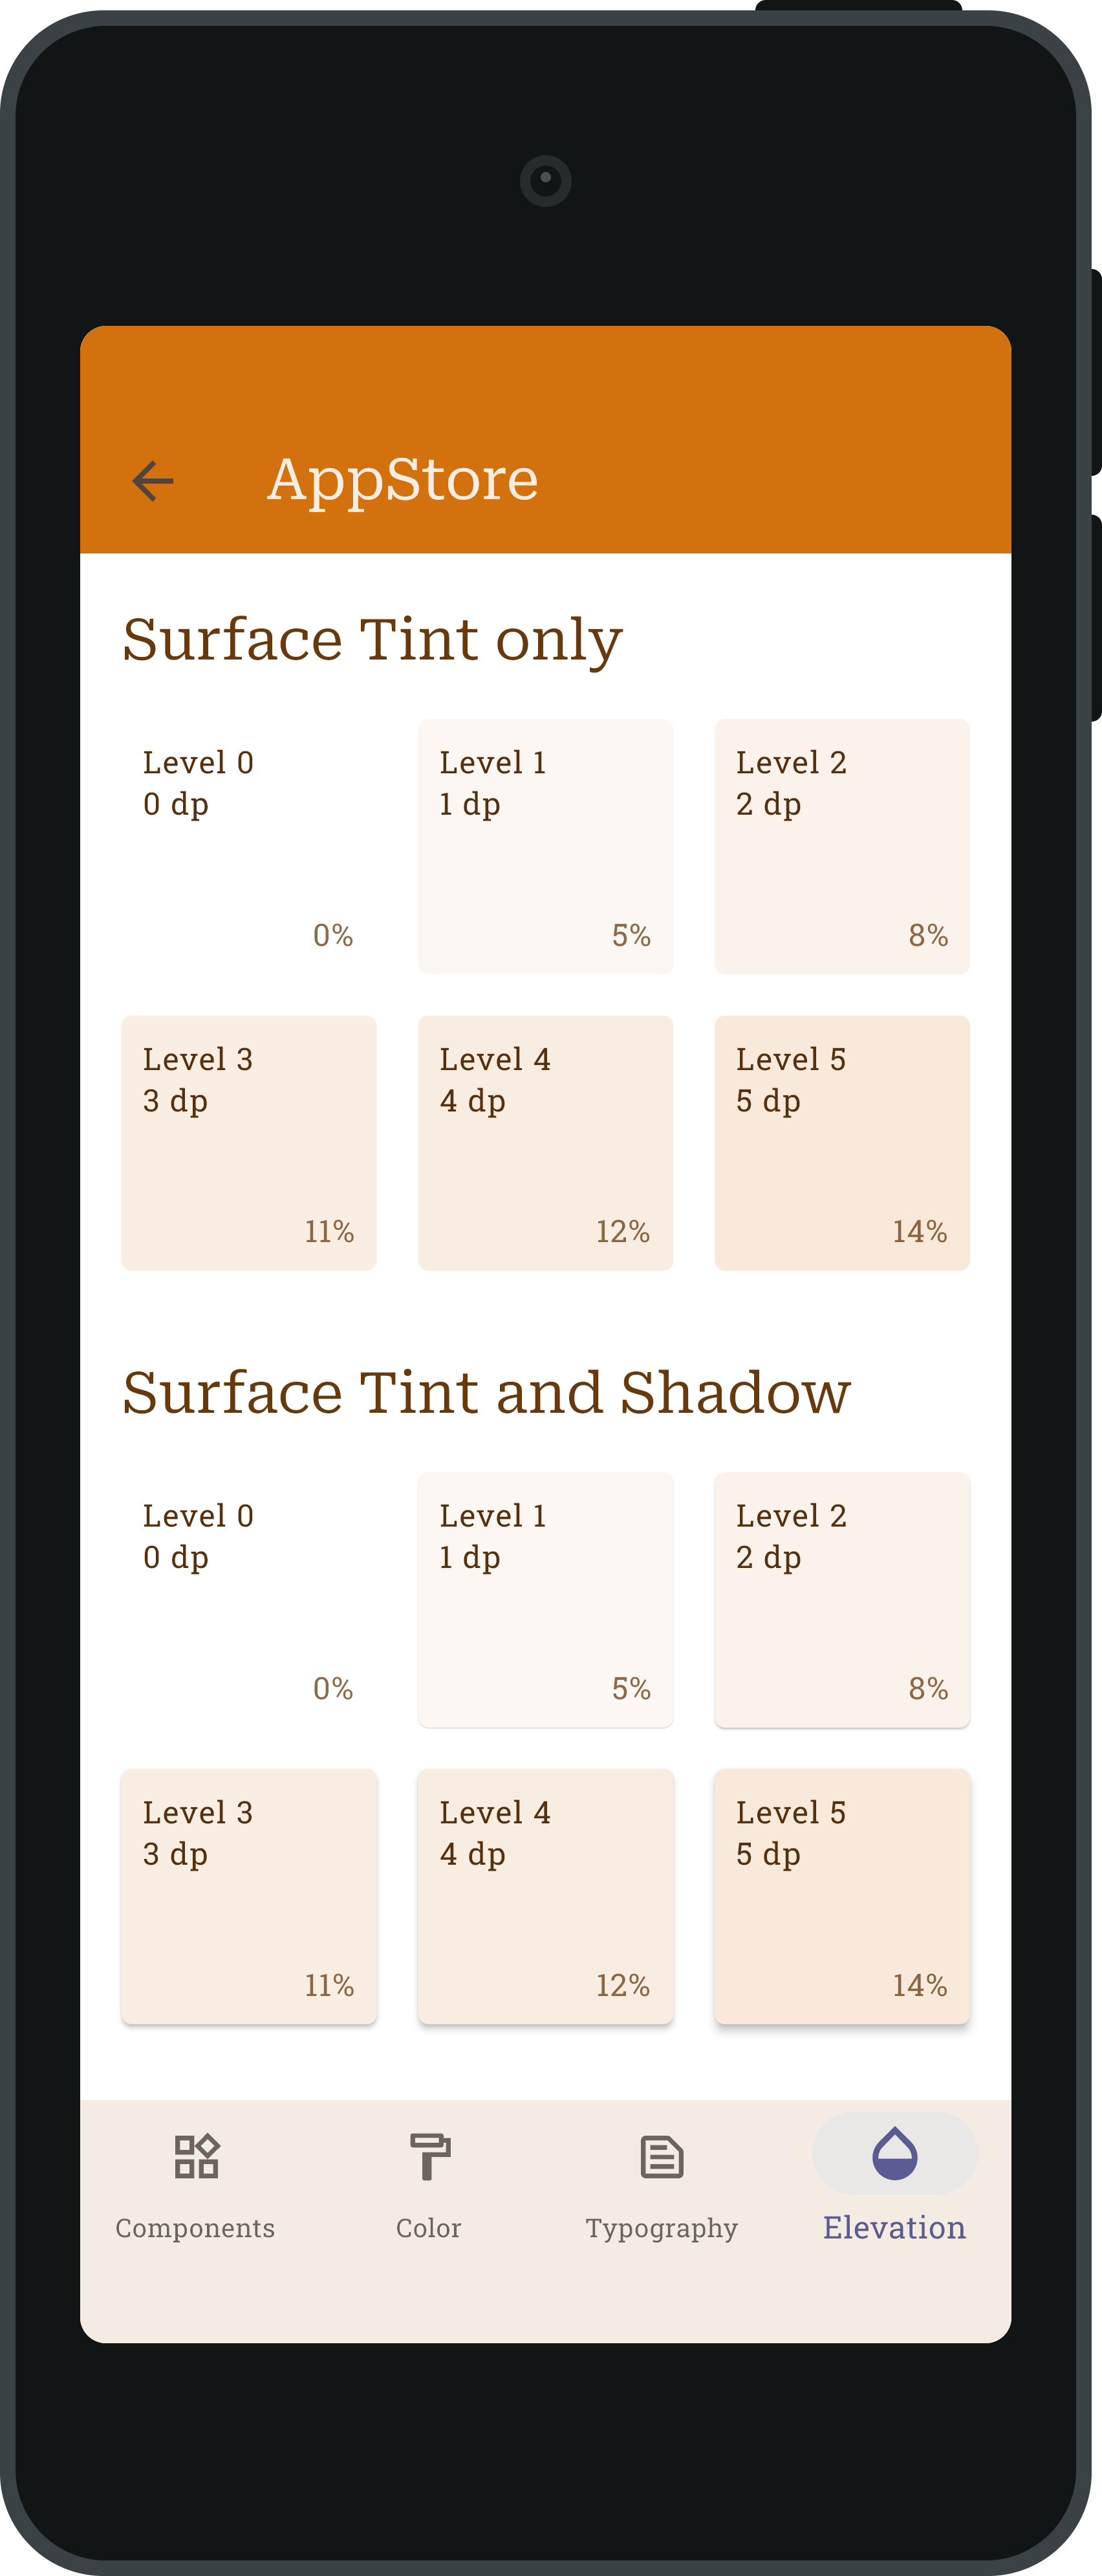 AppStore
Surface Tint only
Level 0
0 dp
0%
Level 1
1 dp
5%
Level 2
2 dp
8%
Level 3
3 dp
11%
Level 4
4 dp
12%
Level 5
5 dp
14%
Surface Tint and Shadow
Level 0
0 dp
0%
Level 1
1 dp
5%
Level 2
2 dp
8%
Level 3
3 dp
11%
Level 4
4 dp
12%
Level 5
5 dp
14%
Components
Color
Typography
Elevation